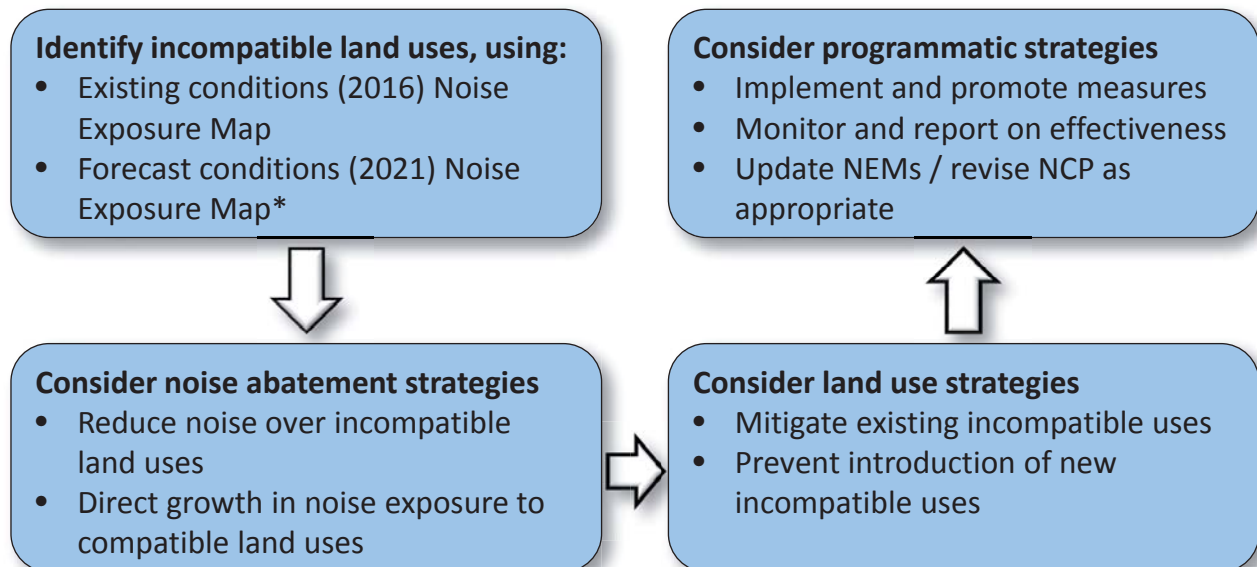 Identify incompatible land uses, using:
• Existing conditions (2016) Noise
Exposure Map
• Forecast conditions (2021) Noise
Exposure Map*
Consider noise abatement strategies
• Reduce noise over incompatible
land uses
• Direct growth in noise exposure to
compatible land uses
Consider land use strategies
• Mitigate existing incompatible uses
• Prevent introduction of new
incompatible uses
Consider programmatic strategies
• Implement and promote measures
• Monitor and report on effectiveness
• Update NEMs / revise NCP as
appropriate